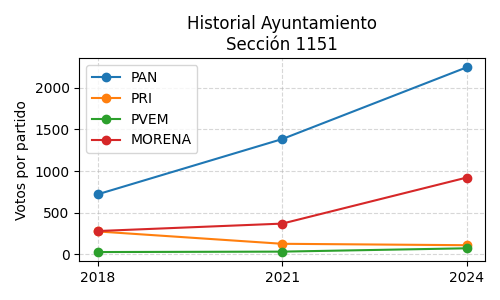 Historial Ayuntamiento
Sección 1151
Votos por partido
2000
1500
1000
500
0
PAN
PRI
PVEM
MORENA
2018
2021
2024